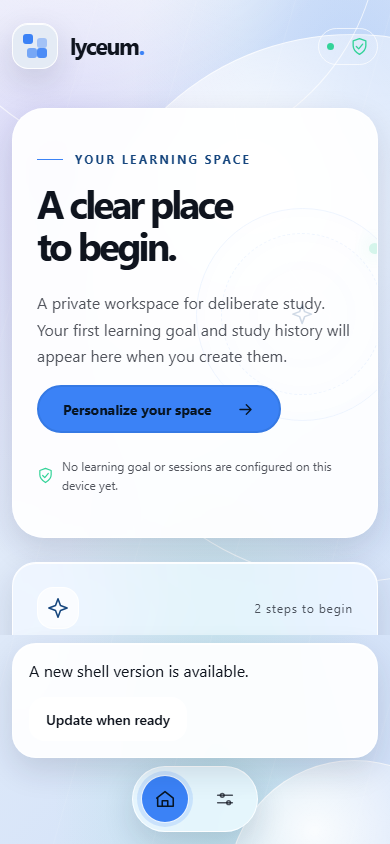 lyceum.
YOUR LEARNING SPACE
A clear place
to begin.
A private workspace for deliberate study.
Your first learning goal and study history will
appear here when you create them.
Personalize your space
No learning goal or sessions are configured on this
device yet.
2 steps to begin
A new shell version is available.
Update when ready